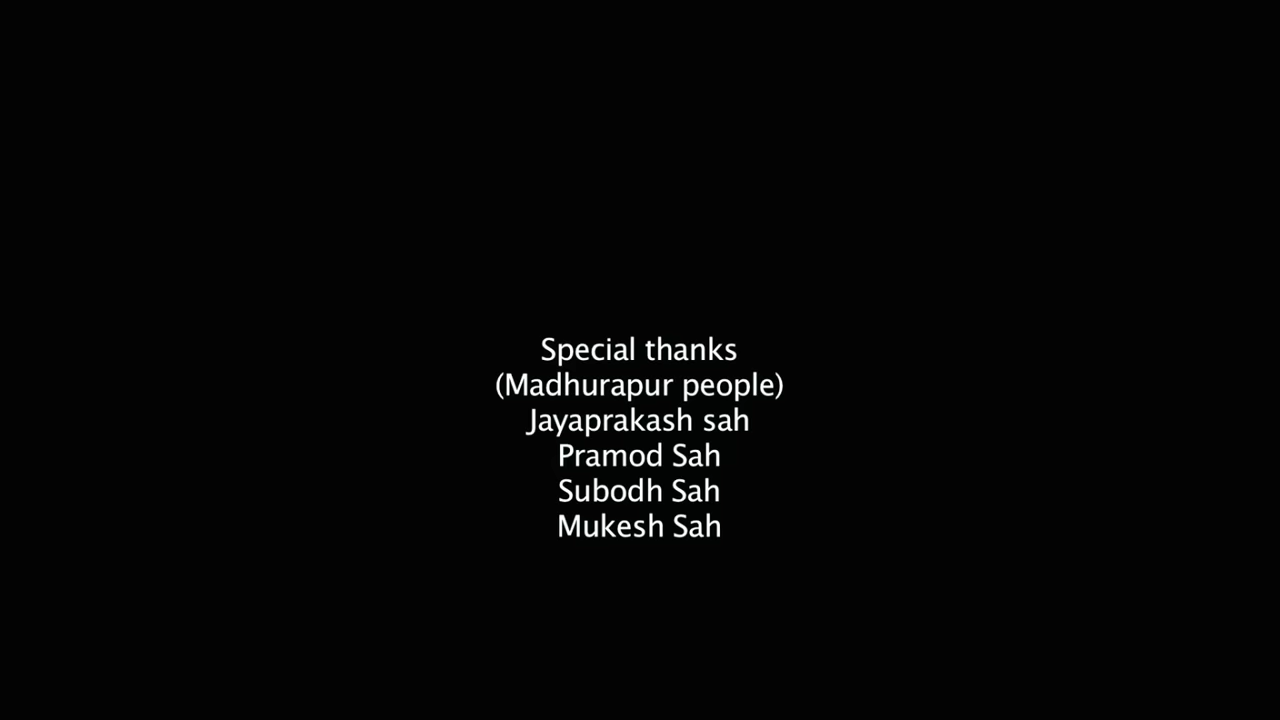 Special thanks
(Madhurapur people)
Jayaprakash sah
Pramod Sah
Subodh Sah
Mukesh Sah